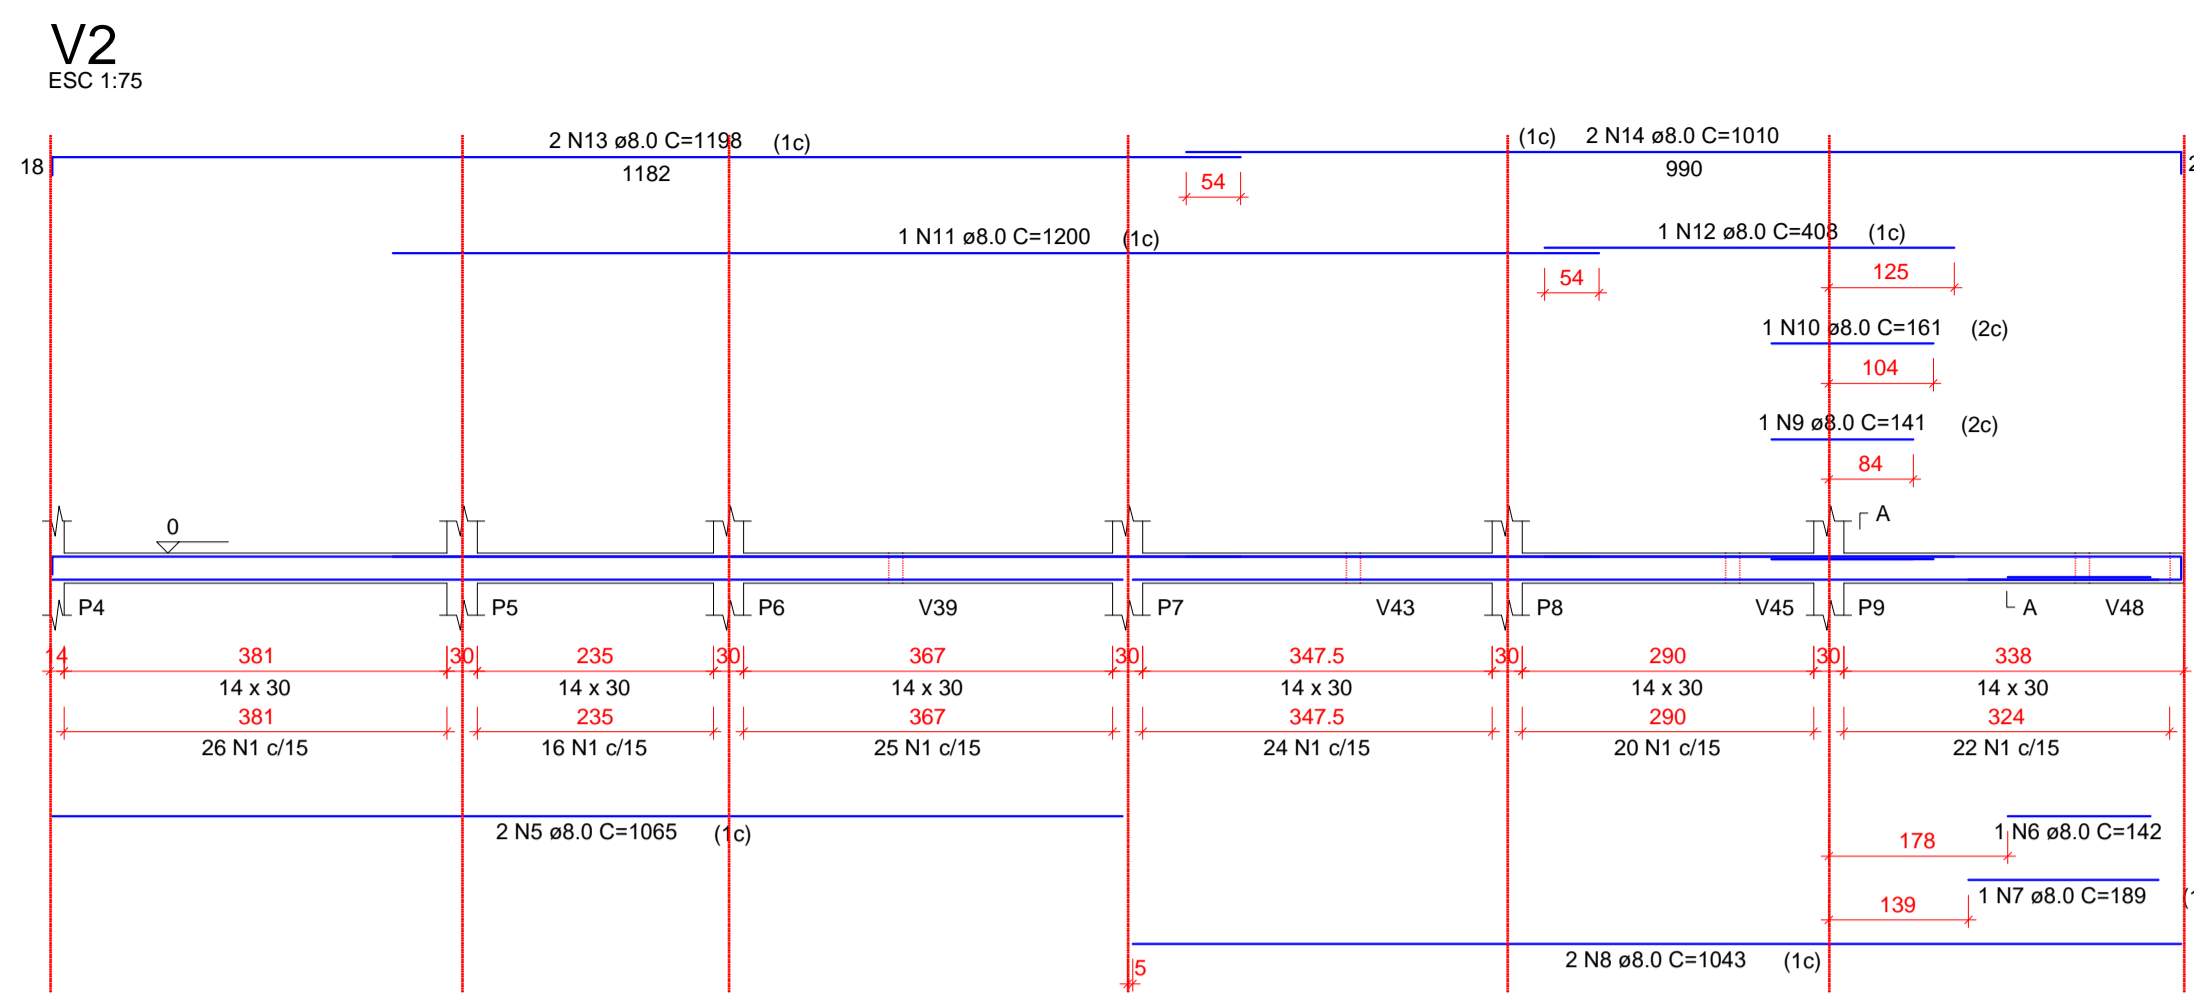 V2
ESC 1:75
2 N13 ø8.0 C=1198 (1c)
(1c) 2 N14 ø8.0 C=1010
18
1182
990
2
54
1 N11 ø8.0 C=1200 (1c)
1 N12 ø8.0 C=408 (1c)
54
125
1 N10 ø8.0 C=161 (2c)
104
1 N9 ø8.0 C=141 (2c)
84
0
A
P4 P5 P6 V39 P7 V43 P8 V45 P9 A V48
14 381 30 235 30 367 30 347.5 30 290 30 338
14 x 30 14 x 30 14 x 30 14 x 30 14 x 30 14 x 30
381 235 367 347.5 290 324
26 N1 c/15 16 N1 c/15 25 N1 c/15 24 N1 c/15 20 N1 c/15 22 N1 c/15
2 N5 ø8.0 C=1065 (1c)
1 N6 ø8.0 C=142
178
1 N7 ø8.0 C=189
139
2 N8 ø8.0 C=1043 (1c)
5